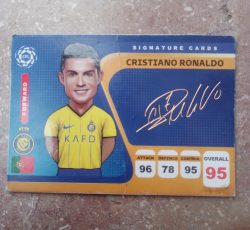 SIGNATURE CARDS
CRISTIANO RONALDO
FORWARD
KAFD
ATTACK DEFENCE CONTROL OVERALL
96 78 95 95